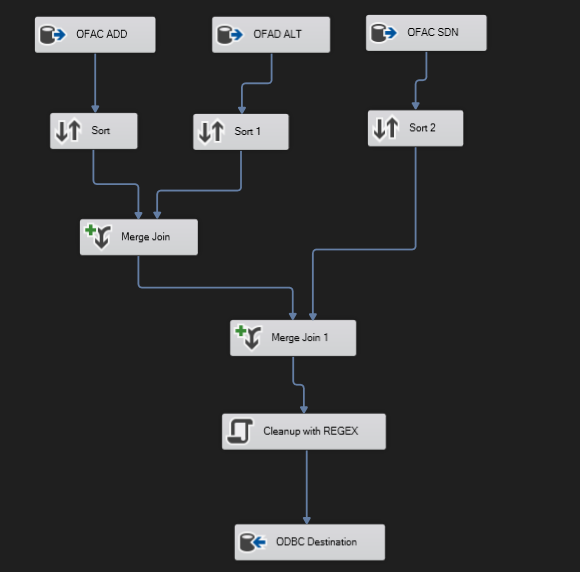 OFAC ADD
OFAD ALT
OFAC SDN
Sort
Sort 1
Sort 2
Merge Join
Merge Join 1
Cleanup with REGEX
ODBC Destination